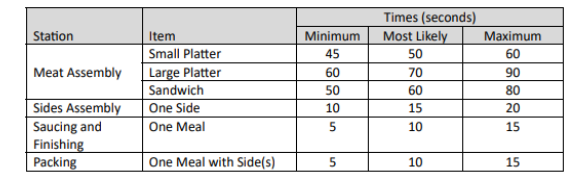 Times (seconds)
Station Item Minimum Most Likely Maximum
Meat Assembly Small Platter 45 50 60
Large Platter 60 70 90
Sandwich 50 60 80
Sides Assembly One Side 10 15 20
Saucing and One Meal 5 10 15
Finishing
Packing One Meal with Side(s) 5 10 15